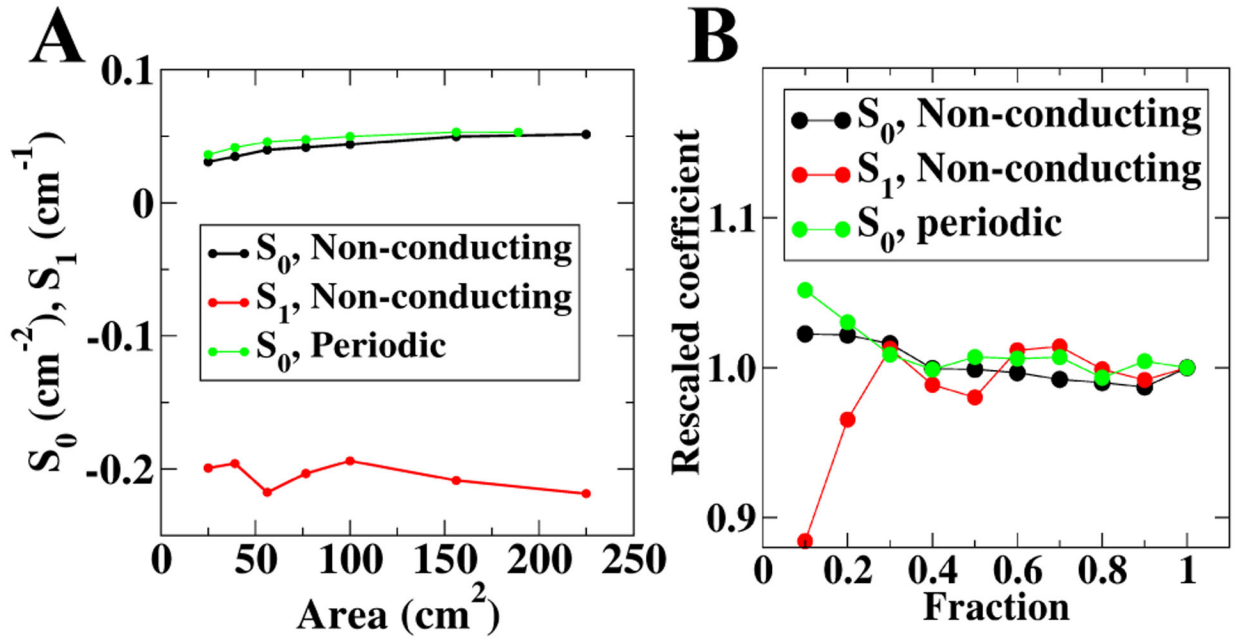 A
0.1
0
-0.1
-0.2
S0 (cm-2), S1 (cm-1)
S0, Non-conducting
S1, Non-conducting
S0, Periodic
0 50 100 150 200 250
Area (cm2)
B
1.1
1.0
0.9
Rescaled coefficient
S0, Non-conducting
S1, Non-conducting
S0, periodic
0 0.2 0.4 0.6 0.8 1
Fraction